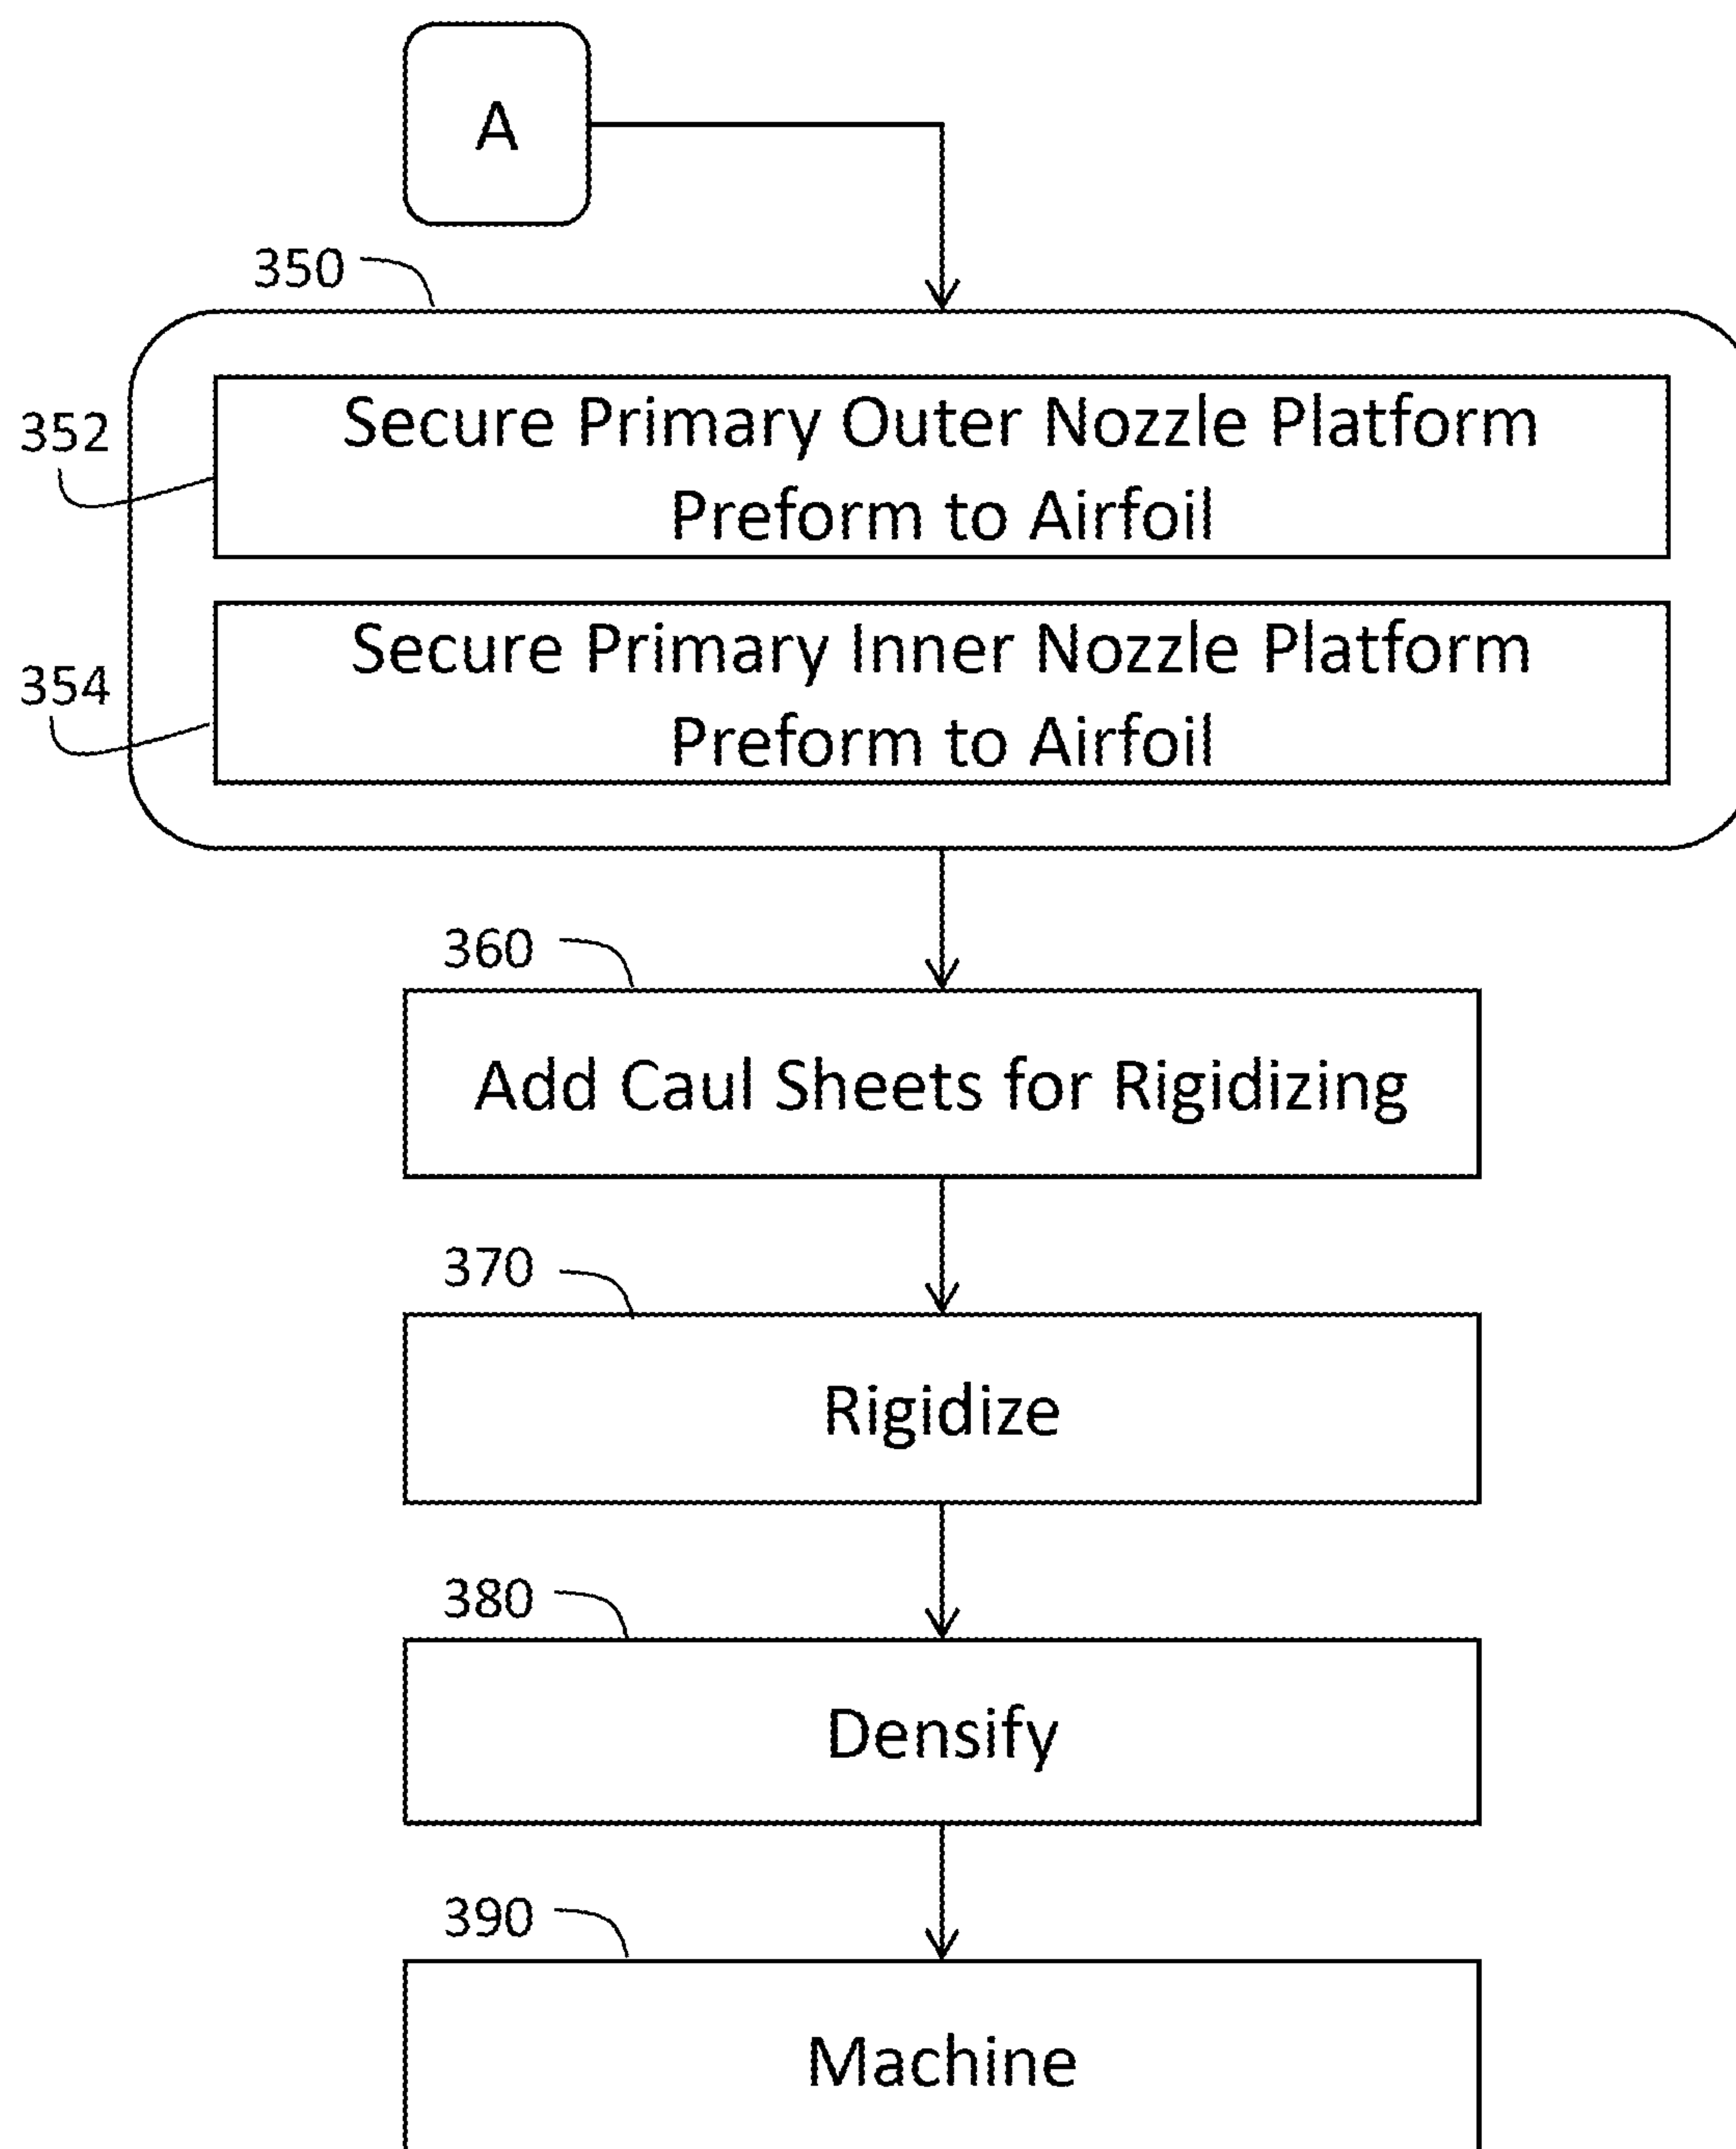 A
350
352
Secure Primary Outer Nozzle Platform
Preform to Airfoil
354
Secure Primary Inner Nozzle Platform
Preform to Airfoil
360
Add Caul Sheets for Rigidizing
370
Rigidize
380
Densify
390
Machine